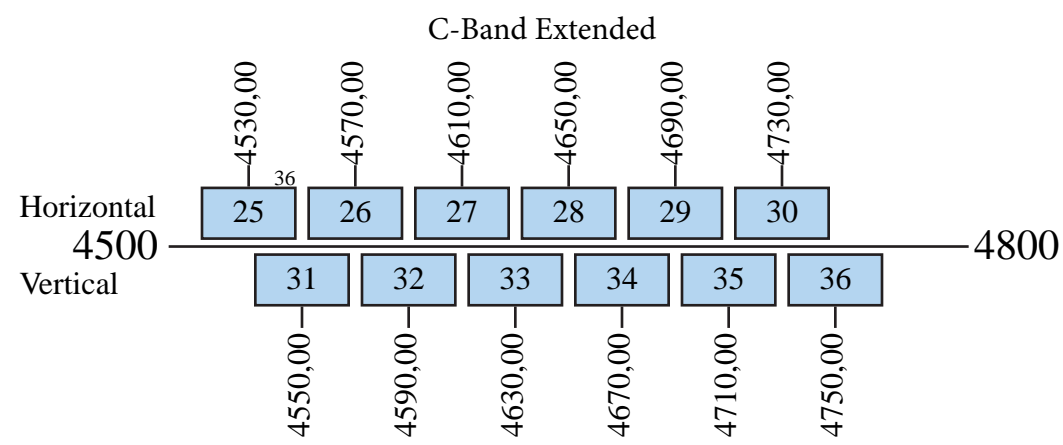 C-Band Extended
4530,00 4570,00 4610,00 4650,00 4690,00 4730,00
36
Horizontal 25 26 27 28 29 30
4500 4800
Vertical 31 32 33 34 35 36
4550,00 4590,00 4630,00 4670,00 4710,00 4750,00